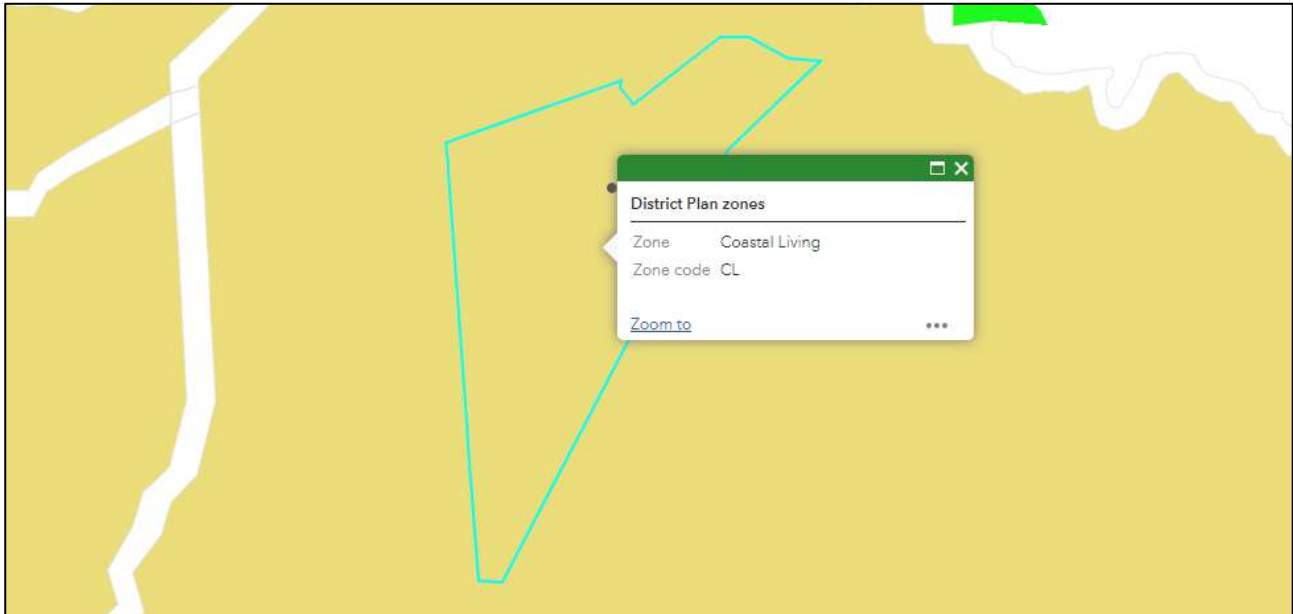 District Plan zones
Zone Coastal Living
Zone code CL
Zoom to